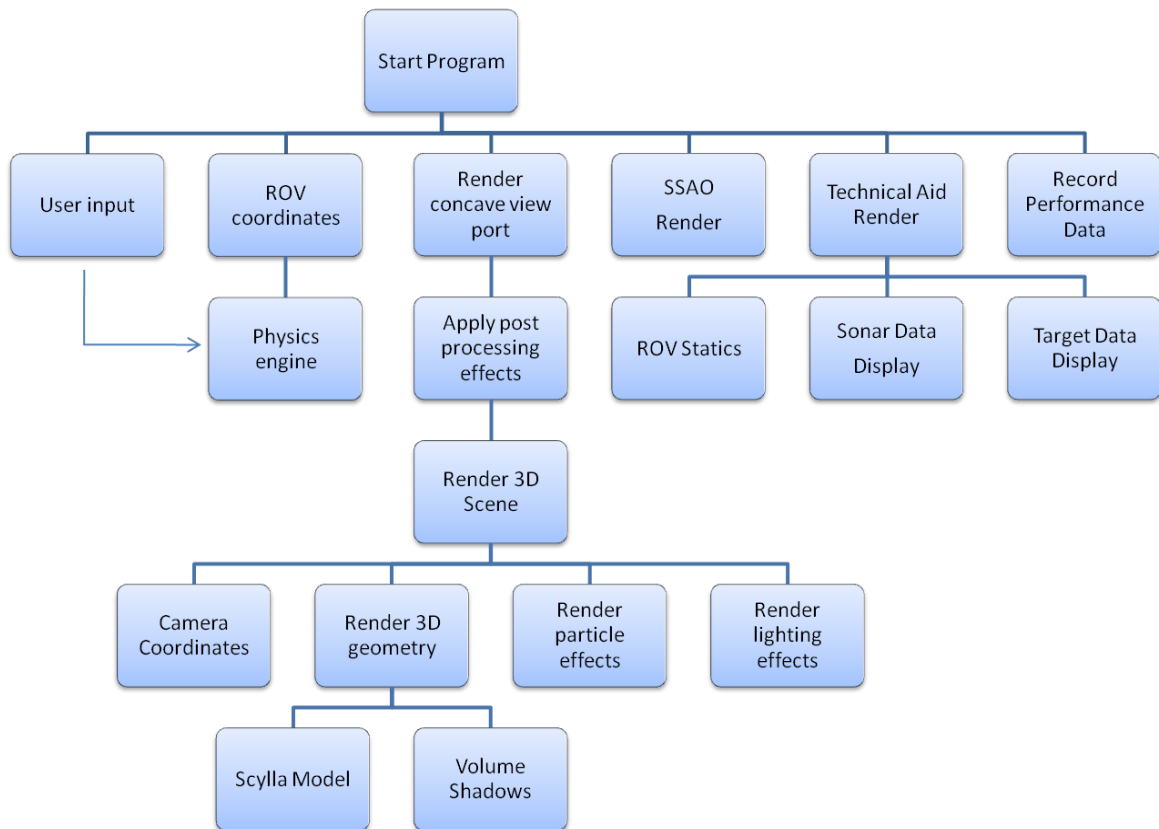 Start Program
User input
ROV
coordinates
Render
concave view
port
SSAO
Render
Technical Aid
Render
Record
Performance
Data
Physics
engine
Apply post
processing
effects
ROV Statics
Sonar Data
Display
Target Data
Display
Render 3D
Scene
Camera
Coordinates
Render 3D
geometry
Render
particle
effects
Render
lighting
effects
Scylla Model
Volume
Shadows